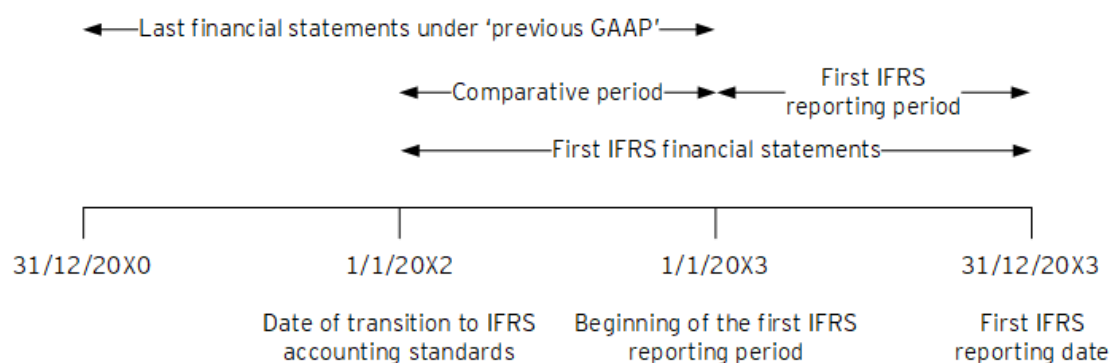 Last financial statements under ‘previous GAAP’
Comparative period
First IFRS
reporting period
First IFRS financial statements
31/12/20X0
1/1/20X2
1/1/20X3
31/12/20X3
Date of transition to IFRS
accounting standards
Beginning of the first IFRS
reporting period
First IFRS
reporting date